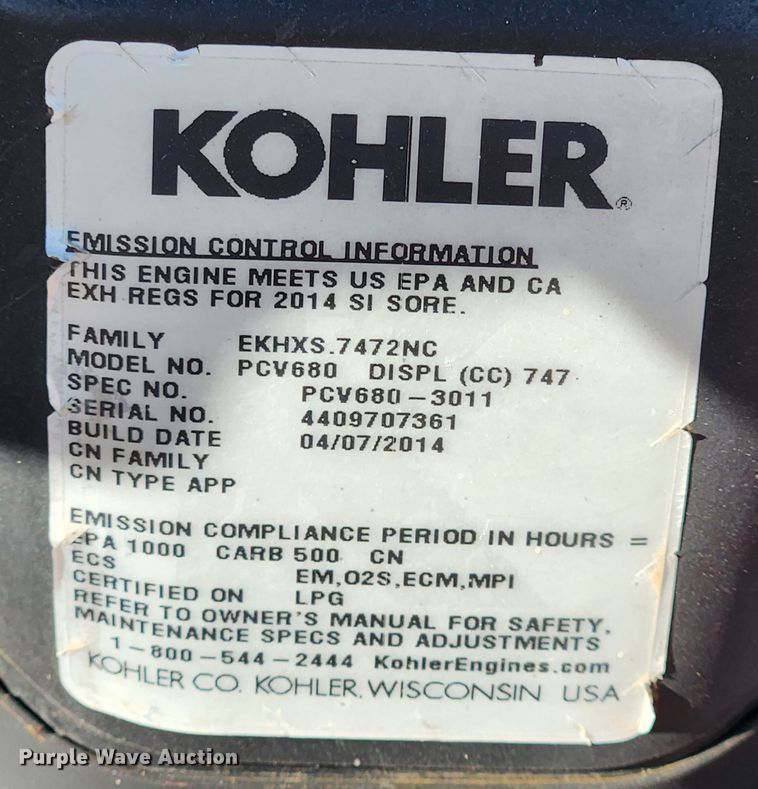 KOHLER®
EMISSION CONTROL INFORMATION
THIS ENGINE MEETS US EPA AND CA
EXH REGS FOR 2014 SI SORE.
FAMILY EKHXS.7472NC
MODEL NO. PCV680 DISPL (CC) 747
SPEC NO. PCV680-3011
SERIAL NO. 4409707361
BUILD DATE 04/07/2014
CN FAMILY
CN TYPE APP
EMISSION COMPLIANCE PERIOD IN HOURS =
EPA 1000 CARB 500 CN
ECS EM,O2S,ECM,MPI
CERTIFIED ON LPG
REFER TO OWNER'S MANUAL FOR SAFETY,
MAINTENANCE SPECS AND ADJUSTMENTS
1-800-544-2444 KohlerEngines.com
KOHLER CO. KOHLER, WISCONSIN USA
Purple Wave Auction